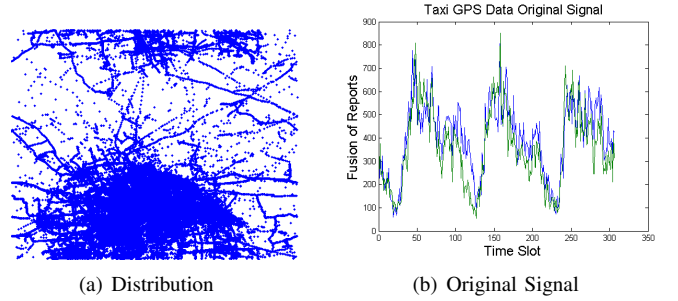 Taxi GPS Data Original Signal
900
800
700
600
500
400
300
200
100
0
Fusion of Reports
0 50 100 150 200 250 300 350
Time Slot
(a) Distribution
(b) Original Signal